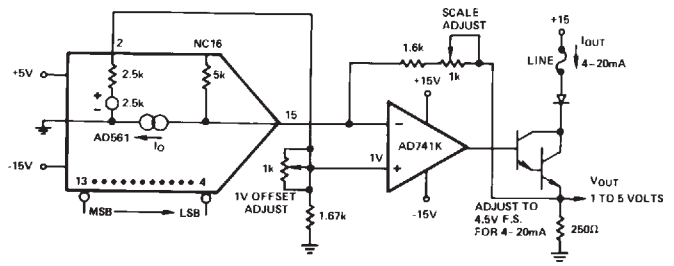 SCALE
ADJUST
+15
2
NC16
IOUT
4–20mA
LINE
+5V
2.5k
5k
1.6k
1k
+15V
+
–
2.5k
15
–
AD561
IO
AD741K
1k
1V
+
-15V
13
4
1V OFFSET
ADJUST
1.67k
-15V
VOUT
1 TO 5 VOLTS
MSB
LSB
ADJUST TO
4.5V F.S.
FOR 4-20mA
250Ω